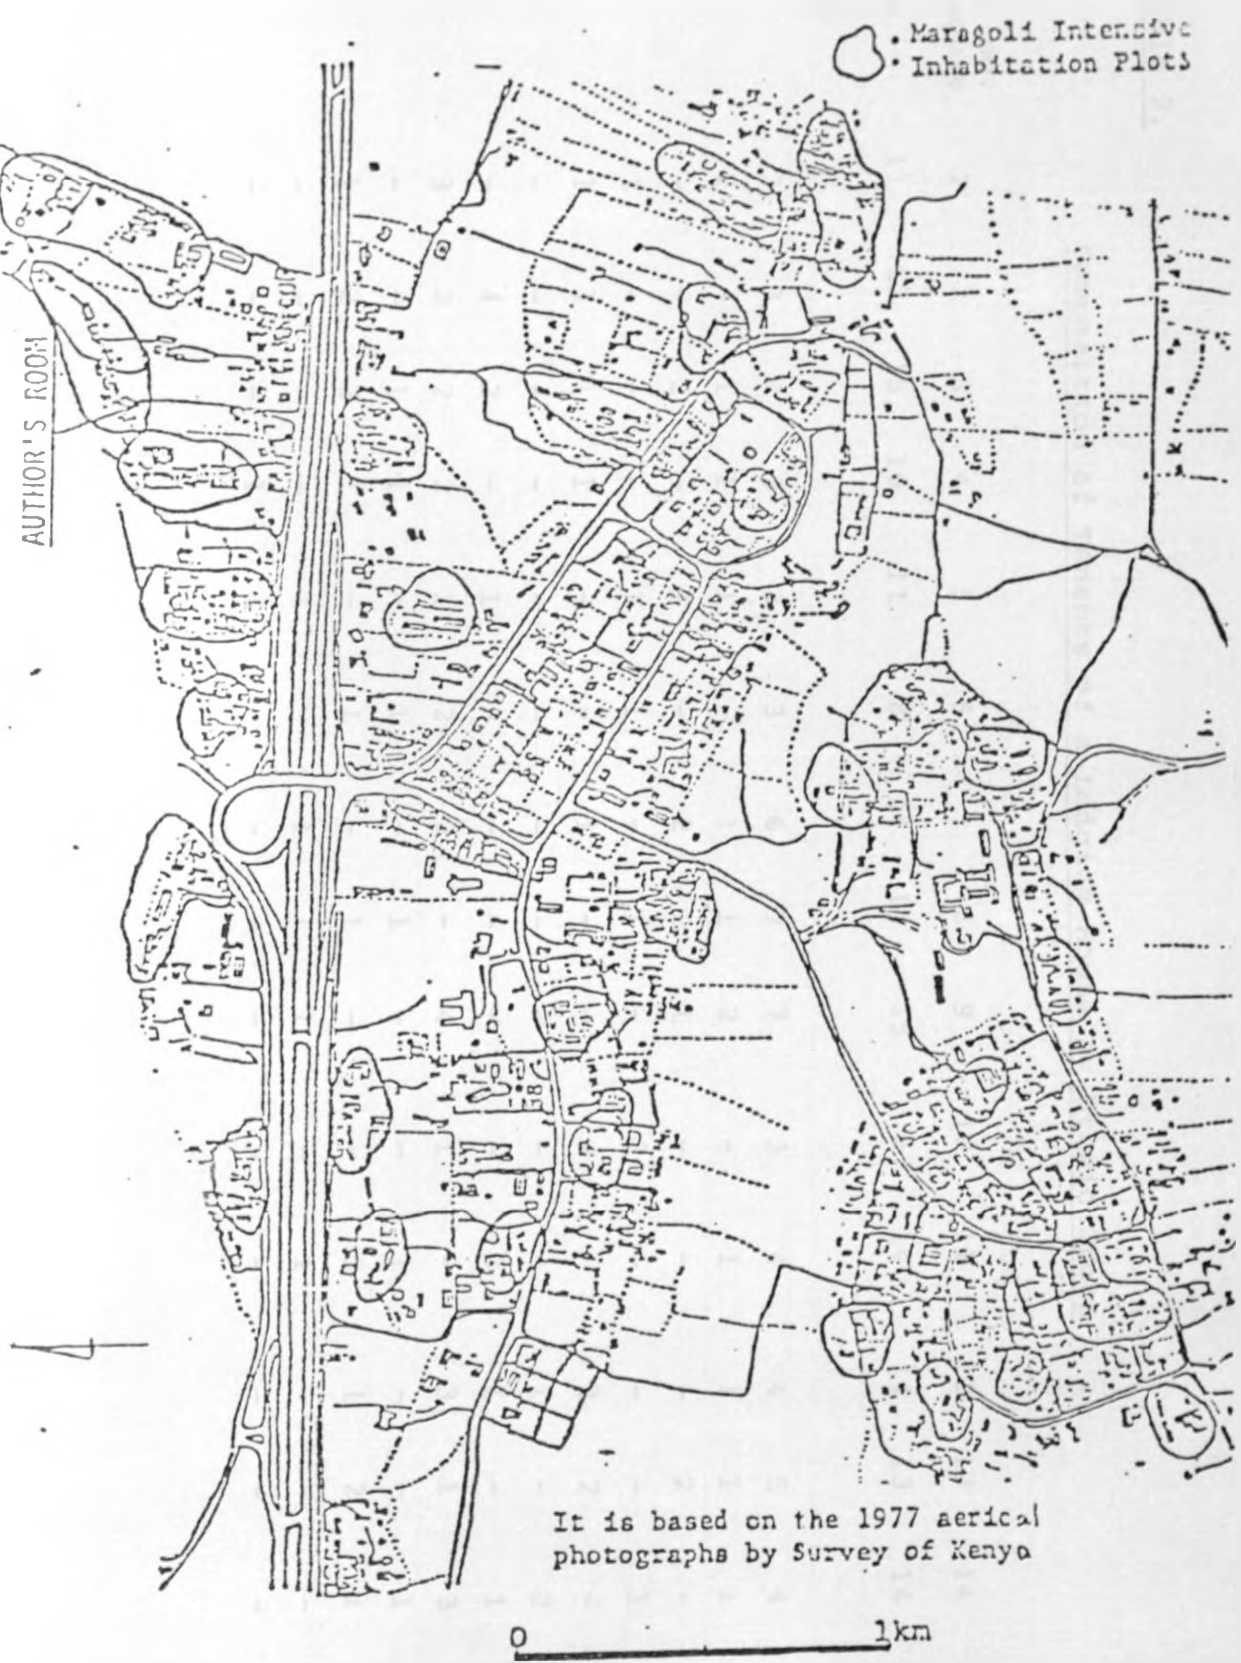 : Maragoli Intensive
Inhabitation Plots
AUTHOR'S ROOM
It is based on the 1977 aerical
photographs by Survey of Kenya
0 1km